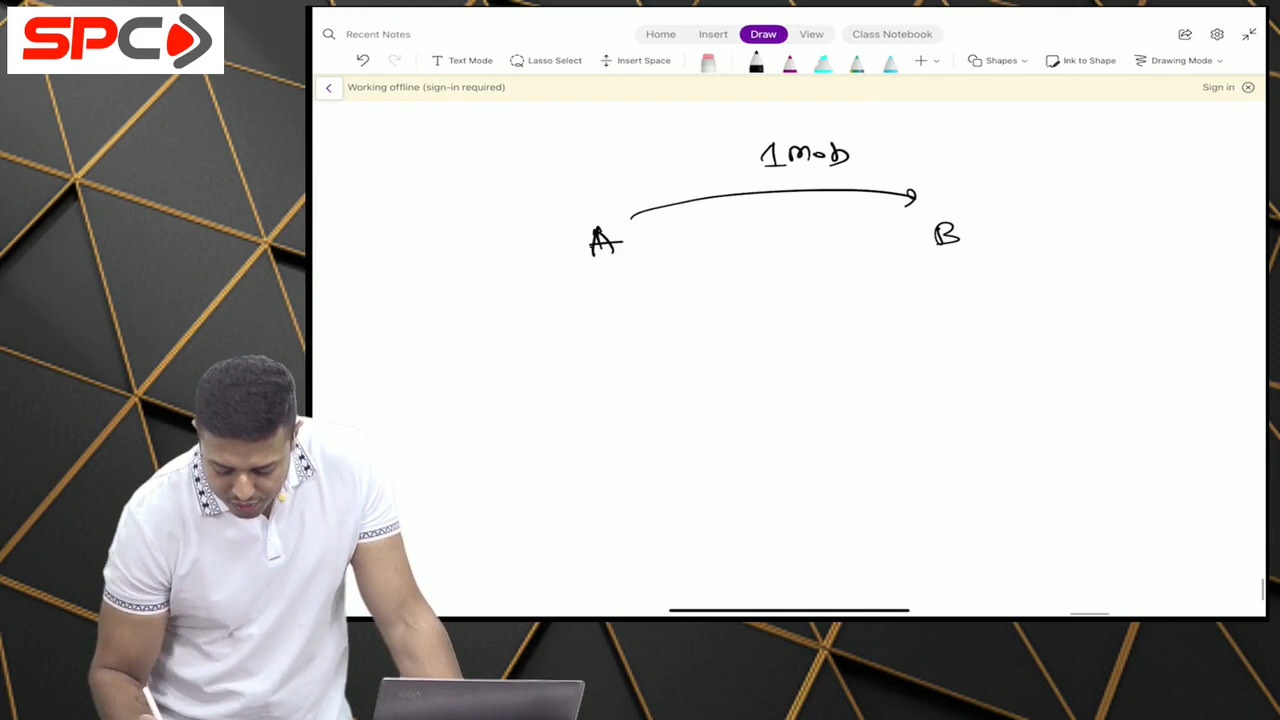 SPC
Recent Notes
Home Insert Draw View Class Notebook
Text Mode Lasso Select Insert Space Shapes Ink to Shape Drawing Mode
Working offline (sign-in required) Sign in
1 mob
A B